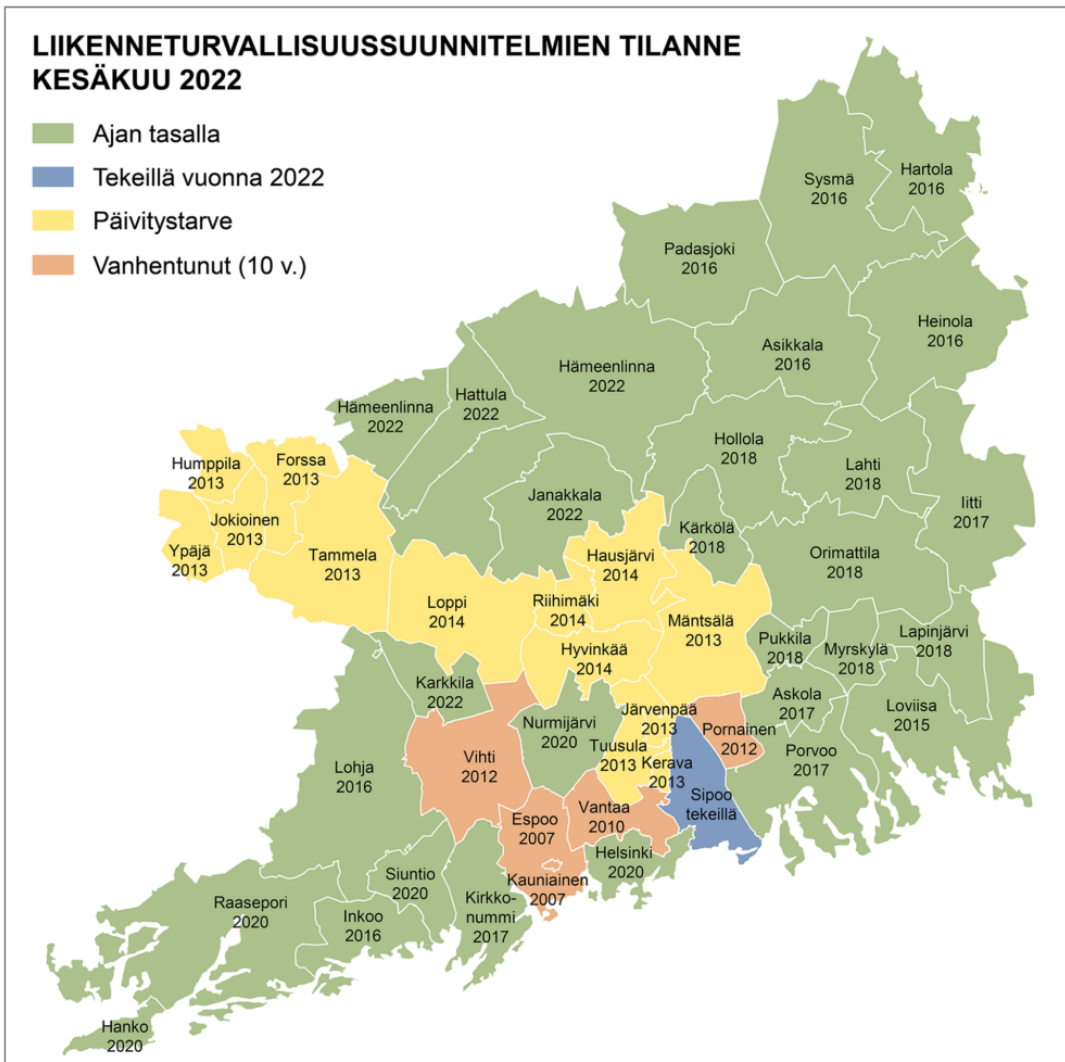 LIIKENNETURVALLISUUSSUUNNITELMIEN TILANNE
KESÄKUU 2022
Ajan tasalla
Tekeillä vuonna 2022
Päivitystarve
Vanhentunut (10 v.)
Sysmä
2016
Hartola
2016
Padasjoki
2016
Heinola
2016
Asikkala
2016
Hämeenlinna
2022
Hattula
2022
Hämeenlinna
2022
Hollola
2018
Lahti
2018
Iitti
2017
Humppila
2013
Forssa
2013
Janakkala
2022
Kärkölä
2018
Jokioinen
2013
Ypäjä
2013
Tammela
2013
Hausjärvi
2014
Orimattila
2018
Loppi
2014
Riihimäki
2014
Mäntsälä
2013
Pukkila
2018
Myrskylä
2018
Lapinjärvi
2018
Hyvinkää
2014
Karkkila
2022
Askola
2017
Loviisa
2015
Nurmijärvi
2020
Järvenpää
2013
Pornainen
2012
Tuusula
2013
Kerava
2013
Porvoo
2017
Lohja
2016
Vihti
2012
Sipoo
tekeillä
Espoo
2007
Vantaa
2010
Helsinki
2020
Kauniainen
2007
Siuntio
2020
Kirkko-
nummi
2017
Raasepori
2020
Inkoo
2016
Hanko
2020